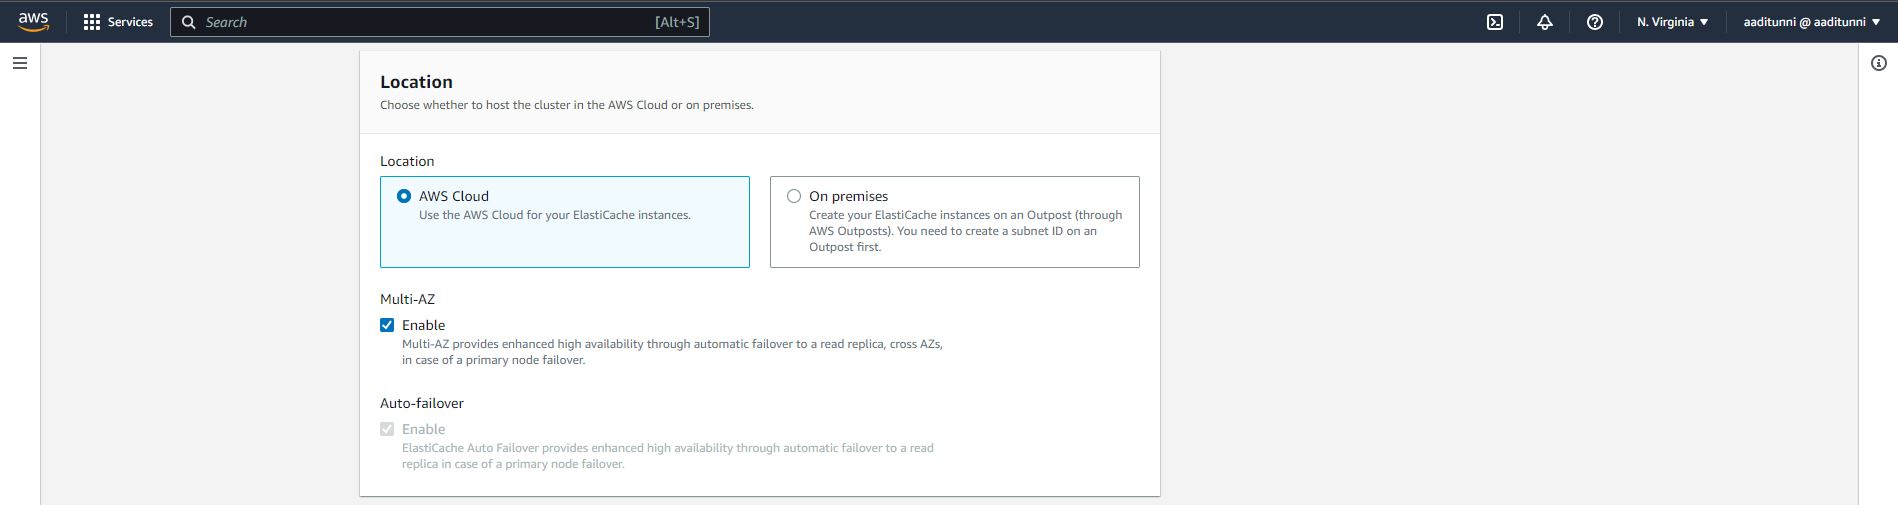 aws
Services
Search
[Alt+S]
N. Virginia
aaditunni @ aaditunni
Location
Choose whether to host the cluster in the AWS Cloud or on premises.
Location
AWS Cloud
Use the AWS Cloud for your ElastiCache instances.
On premises
Create your ElastiCache instances on an Outpost (through
AWS Outposts). You need to create a subnet ID on an
Outpost first.
Multi-AZ
Enable
Multi-AZ provides enhanced high availability through automatic failover to a read replica, cross AZs,
in case of a primary node failover.
Auto-failover
Enable
ElastiCache Auto Failover provides enhanced high availability through automatic failover to a read
replica in case of a primary node failover.